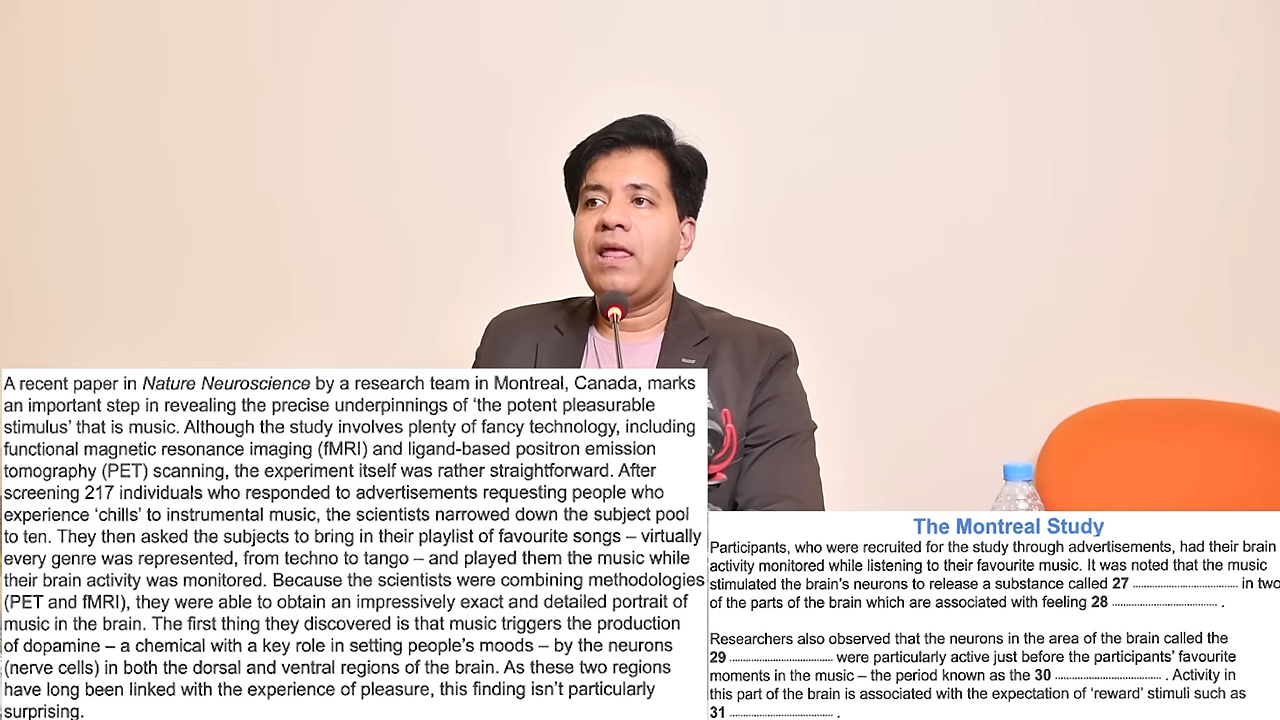 A recent paper in Nature Neuroscience by a research team in Montreal, Canada, marks
an important step in revealing the precise underpinnings of ‘the potent pleasurable
stimulus’ that is music. Although the study involves plenty of fancy technology, including
functional magnetic resonance imaging (fMRI) and ligand-based positron emission
tomography (PET) scanning, the experiment itself was rather straightforward. After
screening 217 individuals who responded to advertisements requesting people who
experience ‘chills’ to instrumental music, the scientists narrowed down the subject pool
to ten. They then asked the subjects to bring in their playlist of favourite songs – virtually
every genre was represented, from techno to tango – and played them the music while
their brain activity was monitored. Because the scientists were combining methodologies
(PET and fMRI), they were able to obtain an impressively exact and detailed portrait of
music in the brain. The first thing they discovered is that music triggers the production
of dopamine – a chemical with a key role in setting people’s moods – by the neurons
(nerve cells) in both the dorsal and ventral regions of the brain. As these two regions
have long been linked with the experience of pleasure, this finding isn’t particularly
surprising.
The Montreal Study
Participants, who were recruited for the study through advertisements, had their brain
activity monitored while listening to their favourite music. It was noted that the music
stimulated the brain’s neurons to release a substance called 27 .............................. in two
of the parts of the brain which are associated with feeling 28 .............................. .
Researchers also observed that the neurons in the area of the brain called the
29 .............................. were particularly active just before the participants’ favourite
moments in the music – the period known as the 30 .............................. . Activity in
this part of the brain is associated with the expectation of ‘reward’ stimuli such as
31 .............................. .